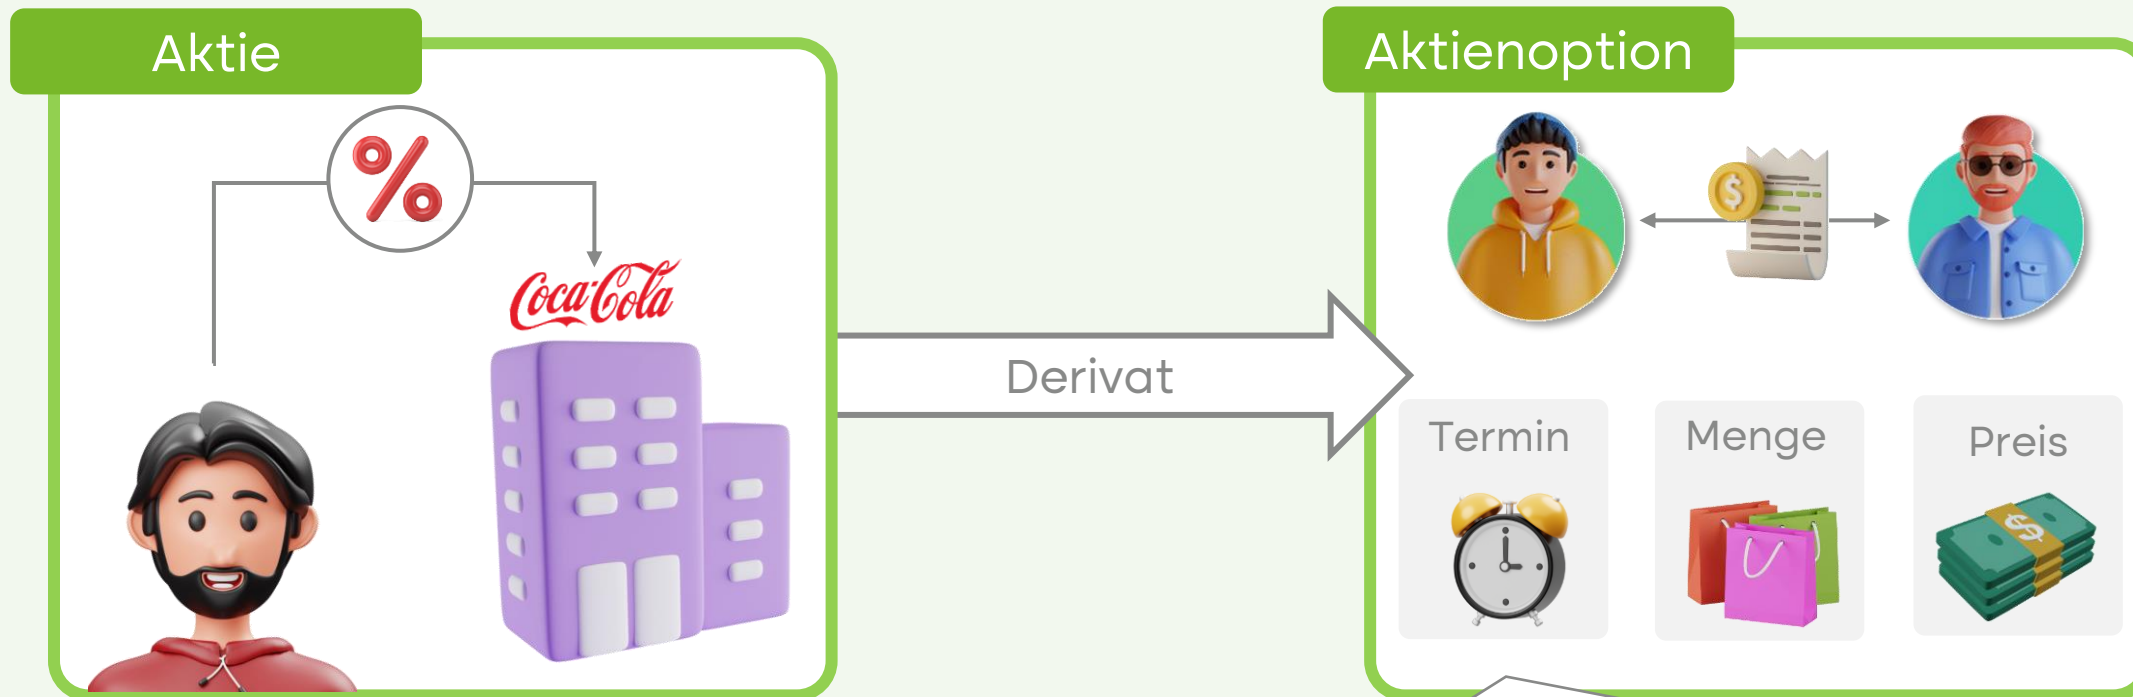 Aktie
Aktienoption
%
$
Coca-Cola
Derivat
Termin
Menge
Preis
$